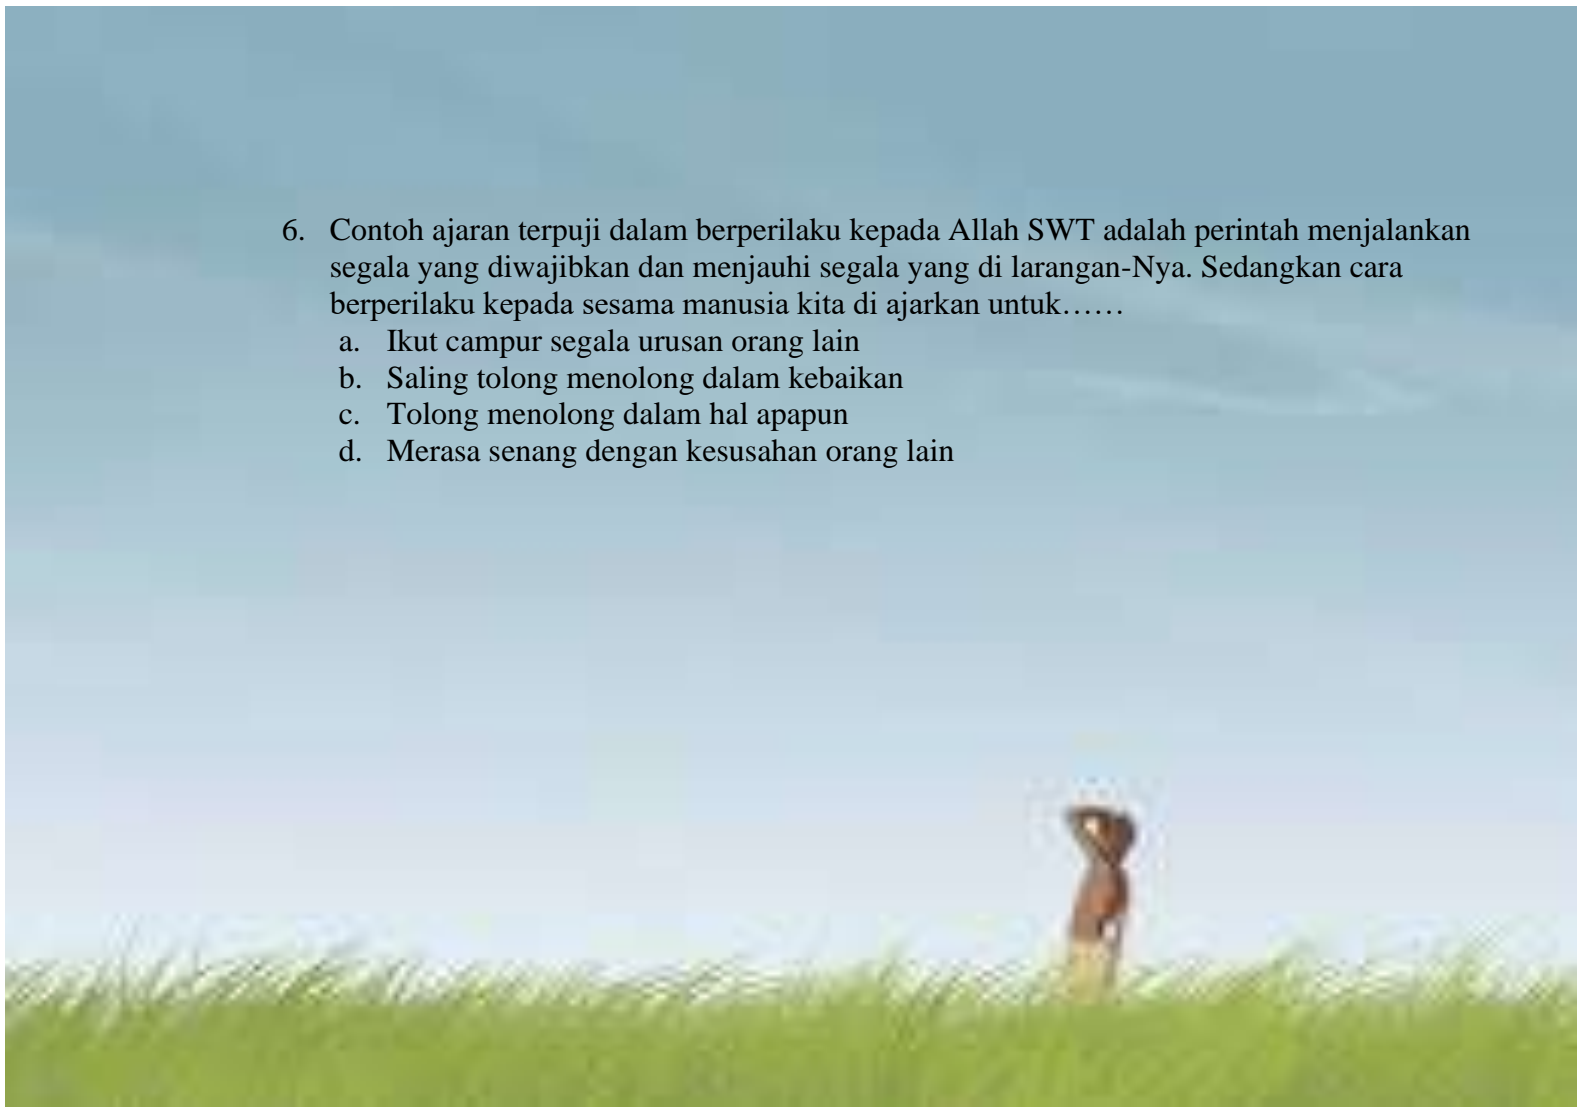 6. Contoh ajaran terpuji dalam berperilaku kepada Allah SWT adalah perintah menjalankan
segala yang diwajibkan dan menjauhi segala yang di larangan-Nya. Sedangkan cara
berperilaku kepada sesama manusia kita di ajarkan untuk……
a. Ikut campur segala urusan orang lain
b. Saling tolong menolong dalam kebaikan
c. Tolong menolong dalam hal apapun
d. Merasa senang dengan kesusahan orang lain